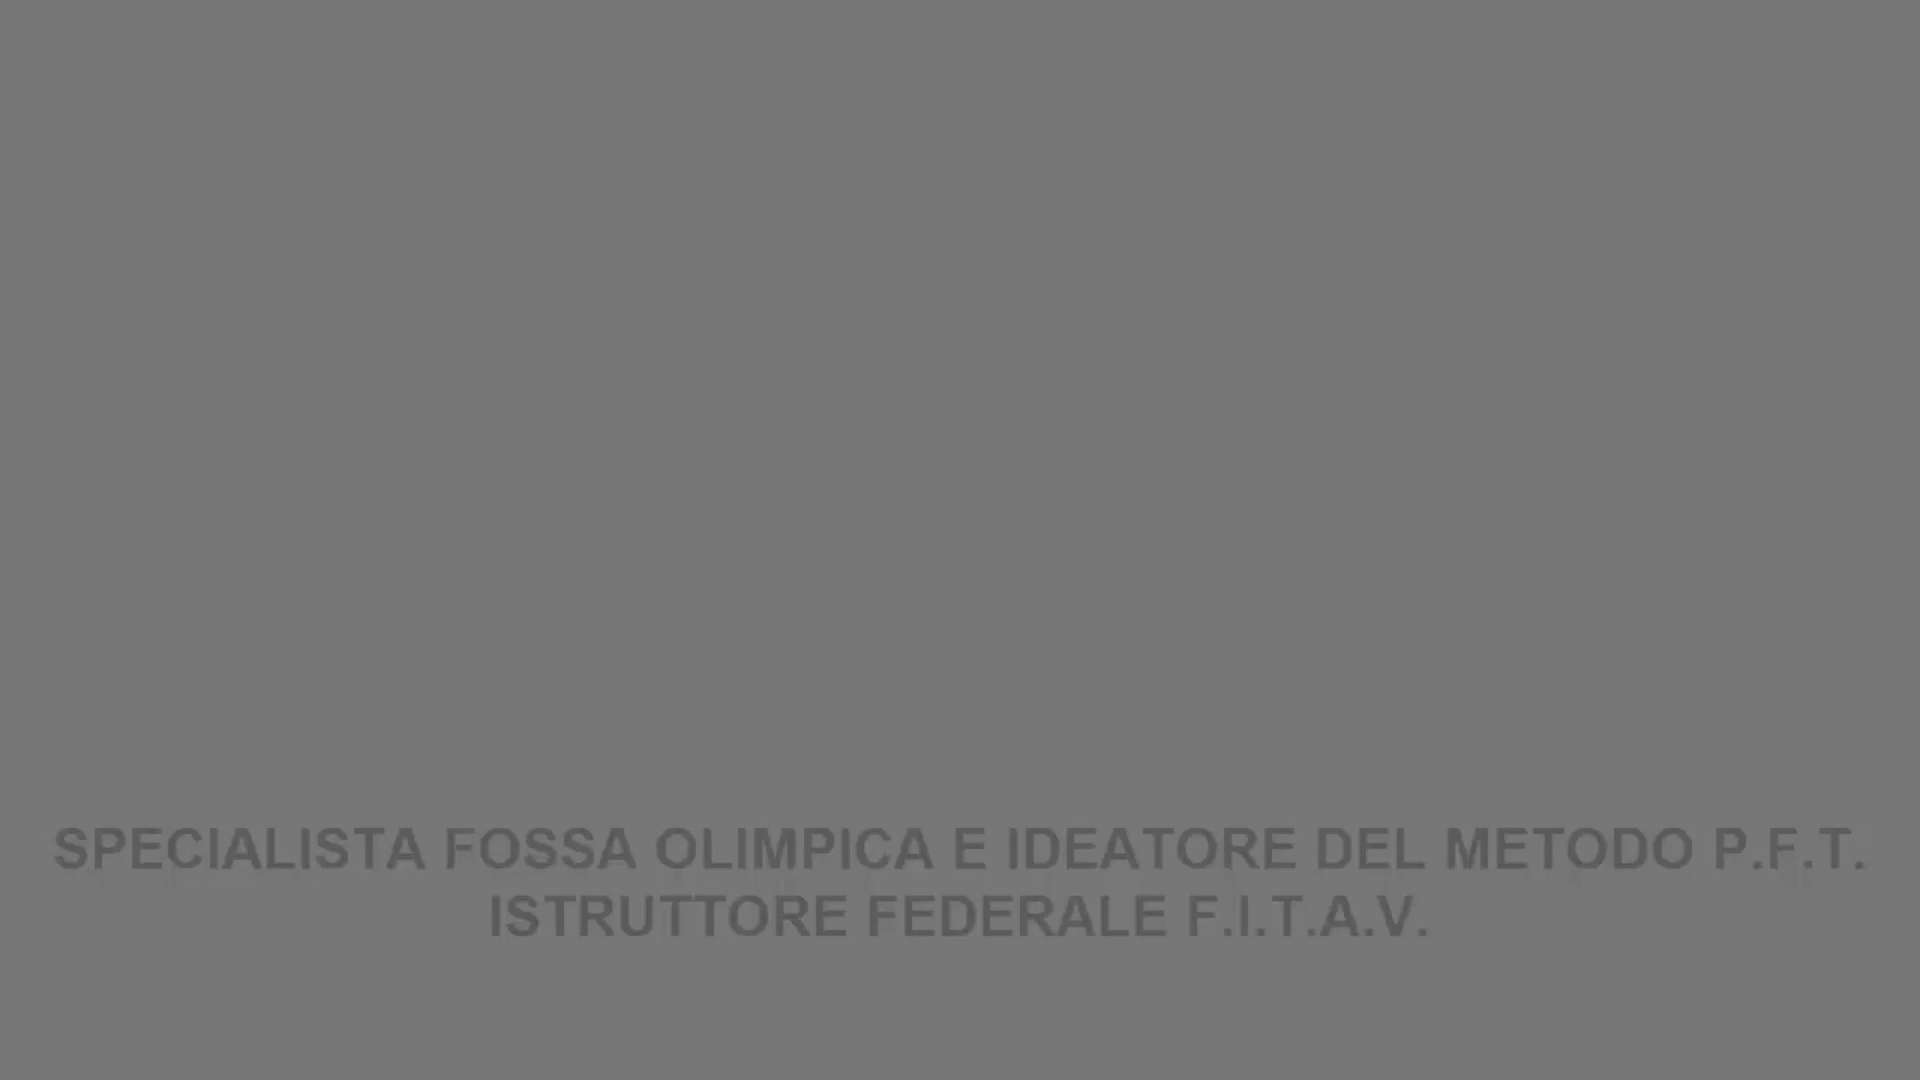 SPECIALISTA FOSSA OLIMPICA E IDEATORE DEL METODO P.F.T.
ISTRUTTORE FEDERALE F.I.T.A.V.